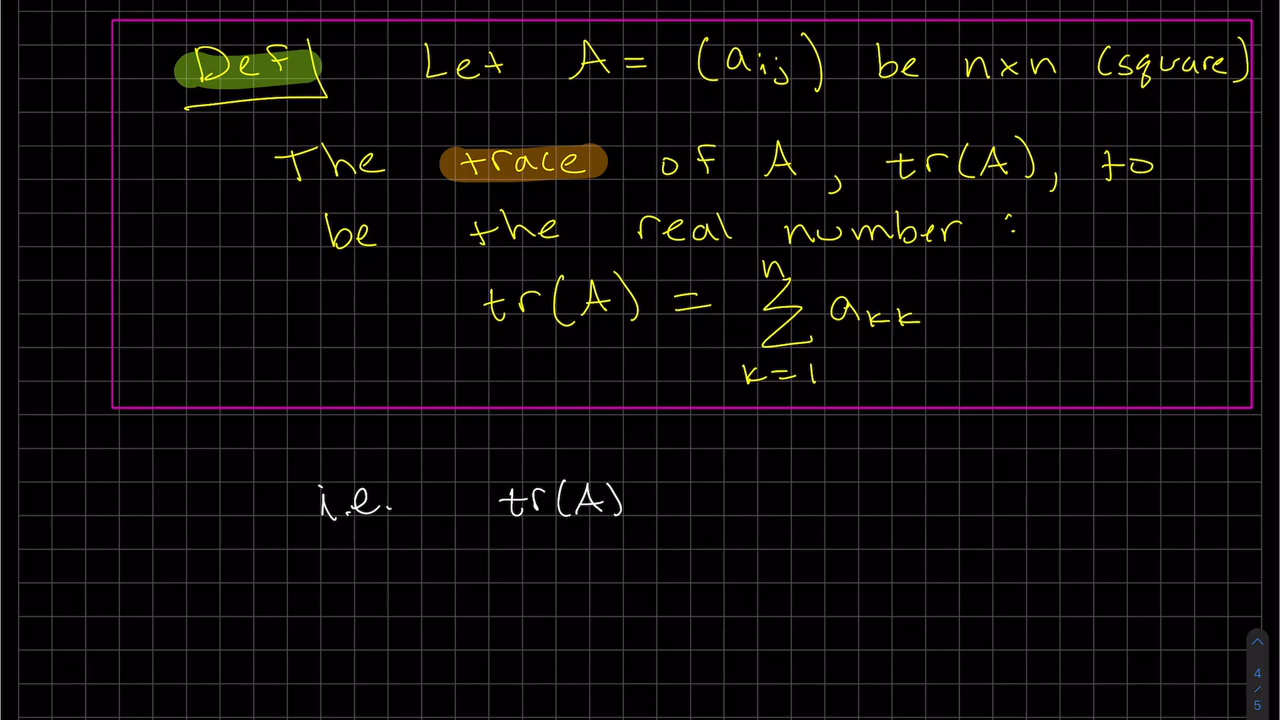 Def Let A = (aᵢⱼ) be n×n (square)
The trace of A, tr(A), to
be the real number :
n
tr(A) = Σ aₖₖ
k=1
i.e. tr(A)
4
/
5